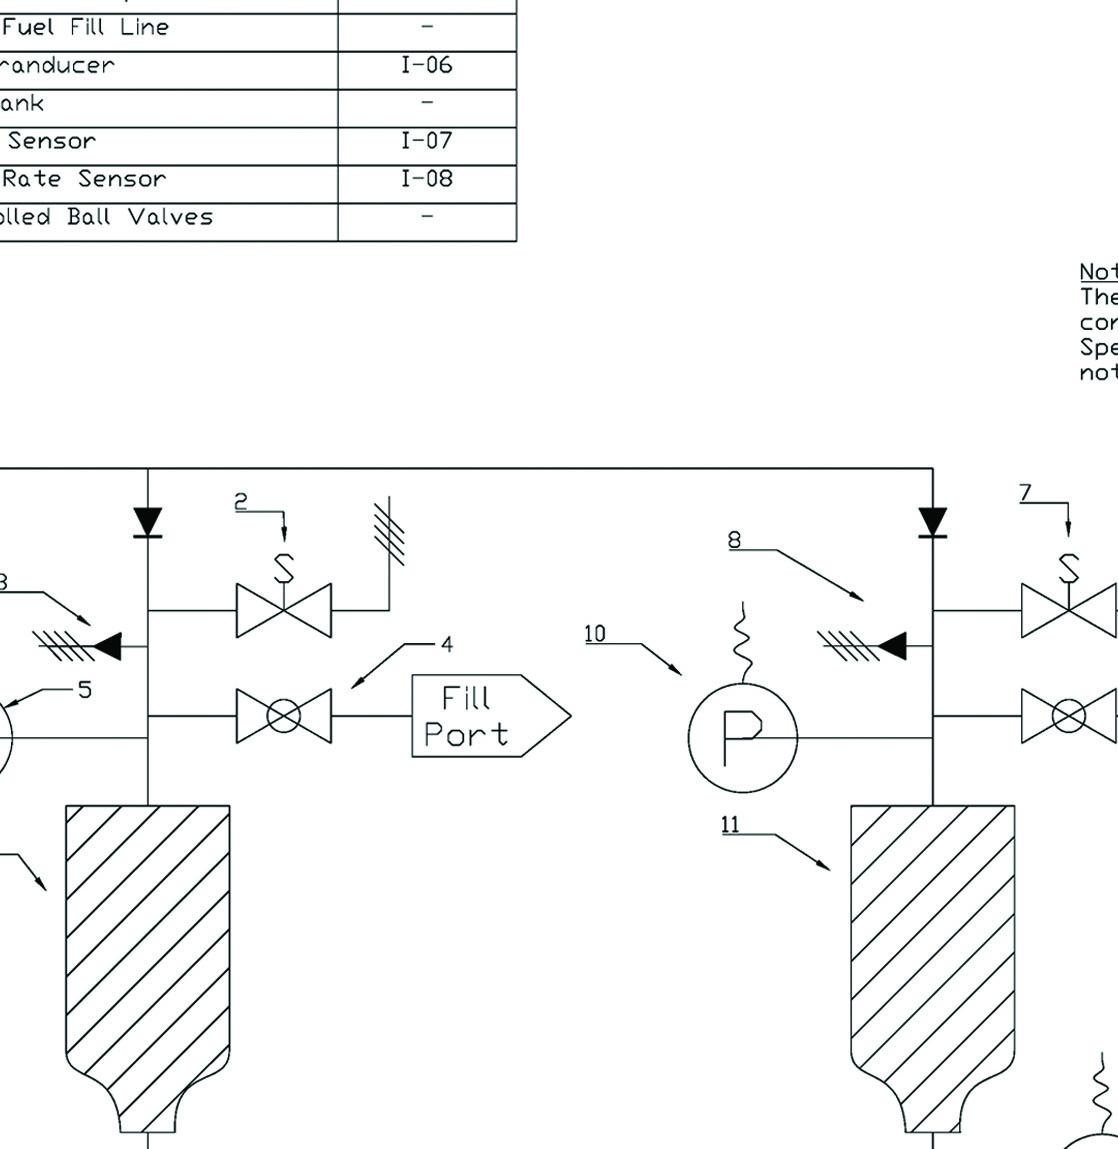 Fuel Fill Line -
randucer I-06
ank -
Sensor I-07
Rate Sensor I-08
olled Ball Valves -
Not
The
cor
Spe
not
2
7
S
S
8
3
10
4
5
Fill
Port
P
11